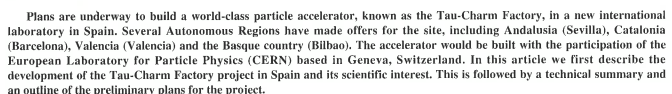 Plans are underway to build a world-class particle accelerator, known as the Tau-Charm Factory, in a new international
laboratory in Spain. Several Autonomous Regions have made offers for the site, including Andalusia (Sevilla), Catalonia
(Barcelona), Valencia (Valencia) and the Basque country (Bilbao). The accelerator would be built with the participation of the
European Laboratory for Particle Physics (CERN) based in Geneva, Switzerland. In this article we first describe the
development of the Tau-Charm Factory project in Spain and its scientific interest. This is followed by a technical summary and
an outline of the preliminary plans for the project.